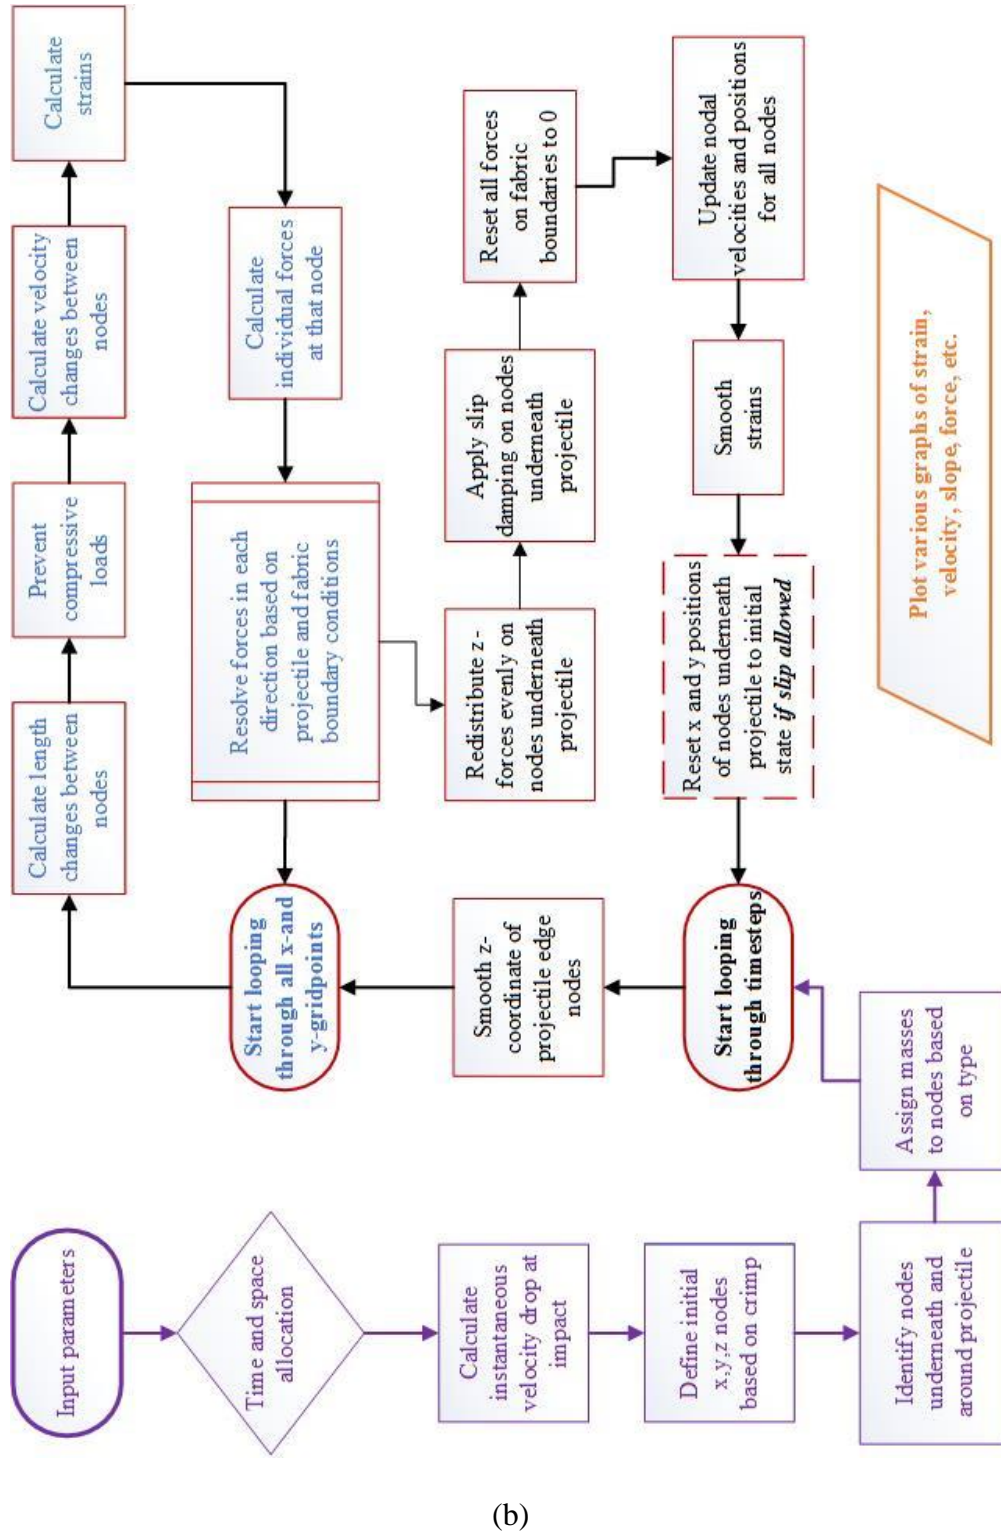 Input parameters
Time and space
allocation
Calculate
instantaneous
velocity drop at
impact
Define initial
x,y,z nodes
based on crimp
Identify nodes
underneath and
around projectile
Assign masses
to nodes based
on type
Start looping
through timesteps
Smooth z-
coordinate of
projectile edge
nodes
Start looping
through all x-and
y-gridpoints
Calculate length
changes between
nodes
Prevent
compressive
loads
Calculate velocity
changes between
nodes
Calculate
strains
Calculate
individual forces
at that node
Resolve forces in each
direction based on
projectile and fabric
boundary conditions
Redistribute z-
forces evenly on
nodes underneath
projectile
Apply slip
damping on nodes
underneath
projectile
Reset all forces
on fabric
boundaries to 0
Update nodal
velocities and positions
for all nodes
Smooth
strains
Reset x and y positions
of nodes underneath
projectile to initial
state if slip allowed
Plot various graphs of strain,
velocity, slope, force, etc.
(b)